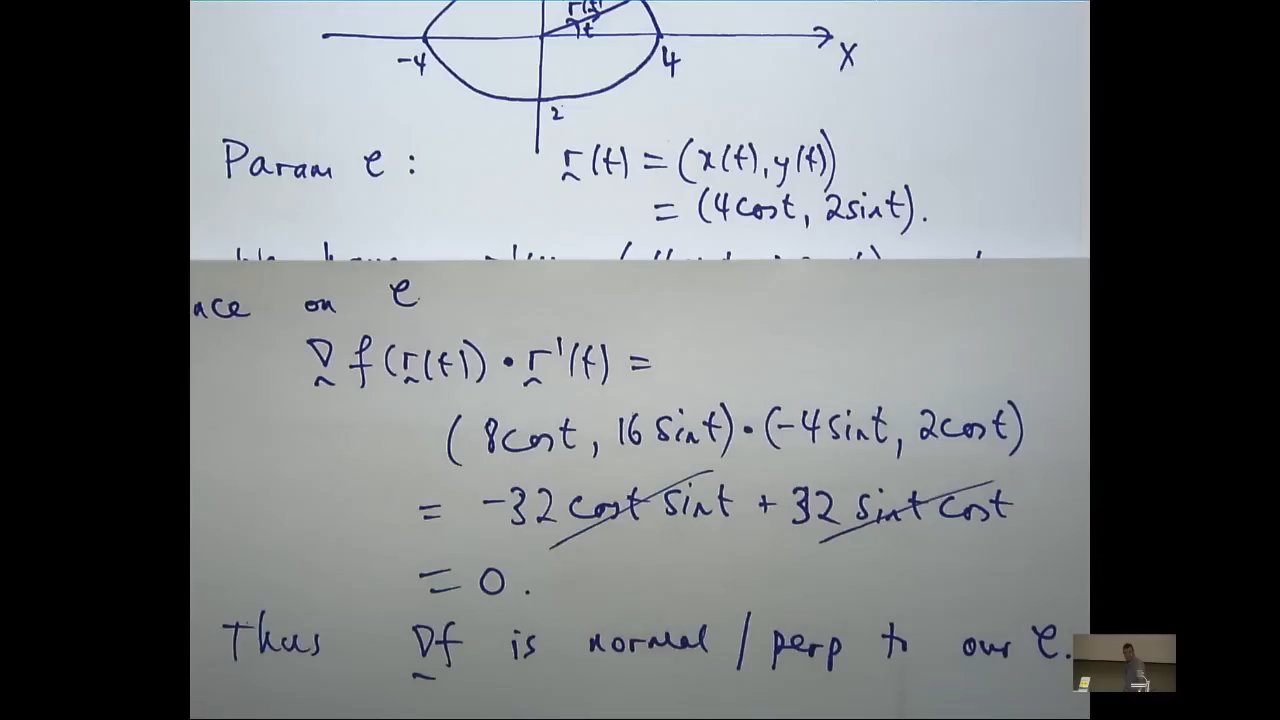 r(t)
t
-4
4
X
2
Param C :
r(t) = (x(t), y(t))
= (4cost, 2sint).
ace on C
∇f(r(t)) • r'(t) =
(8cost, 16sint) • (-4sint, 2cost)
= -32 cost sint + 32 sint cost
= 0.
Thus ∇f is normal / perp to our C.